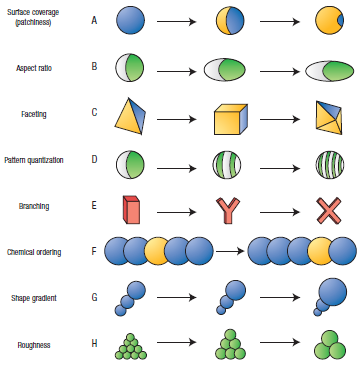 Surface coverage
(patchiness)
A
Aspect ratio
B
Faceting
C
Pattern quantization
D
Branching
E
Chemical ordering
F
Shape gradient
G
Roughness
H